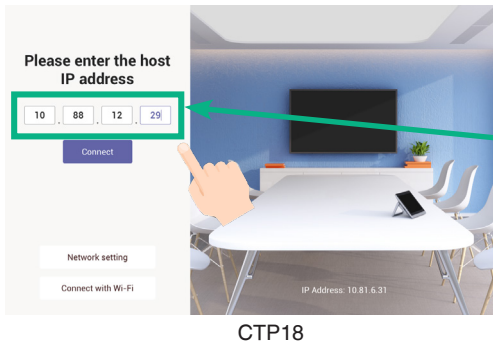 Please enter the host
IP address
10 . 88 . 12 . 29
Connect
Network setting
Connect with Wi-Fi
IP Address: 10.81.6.31
CTP18